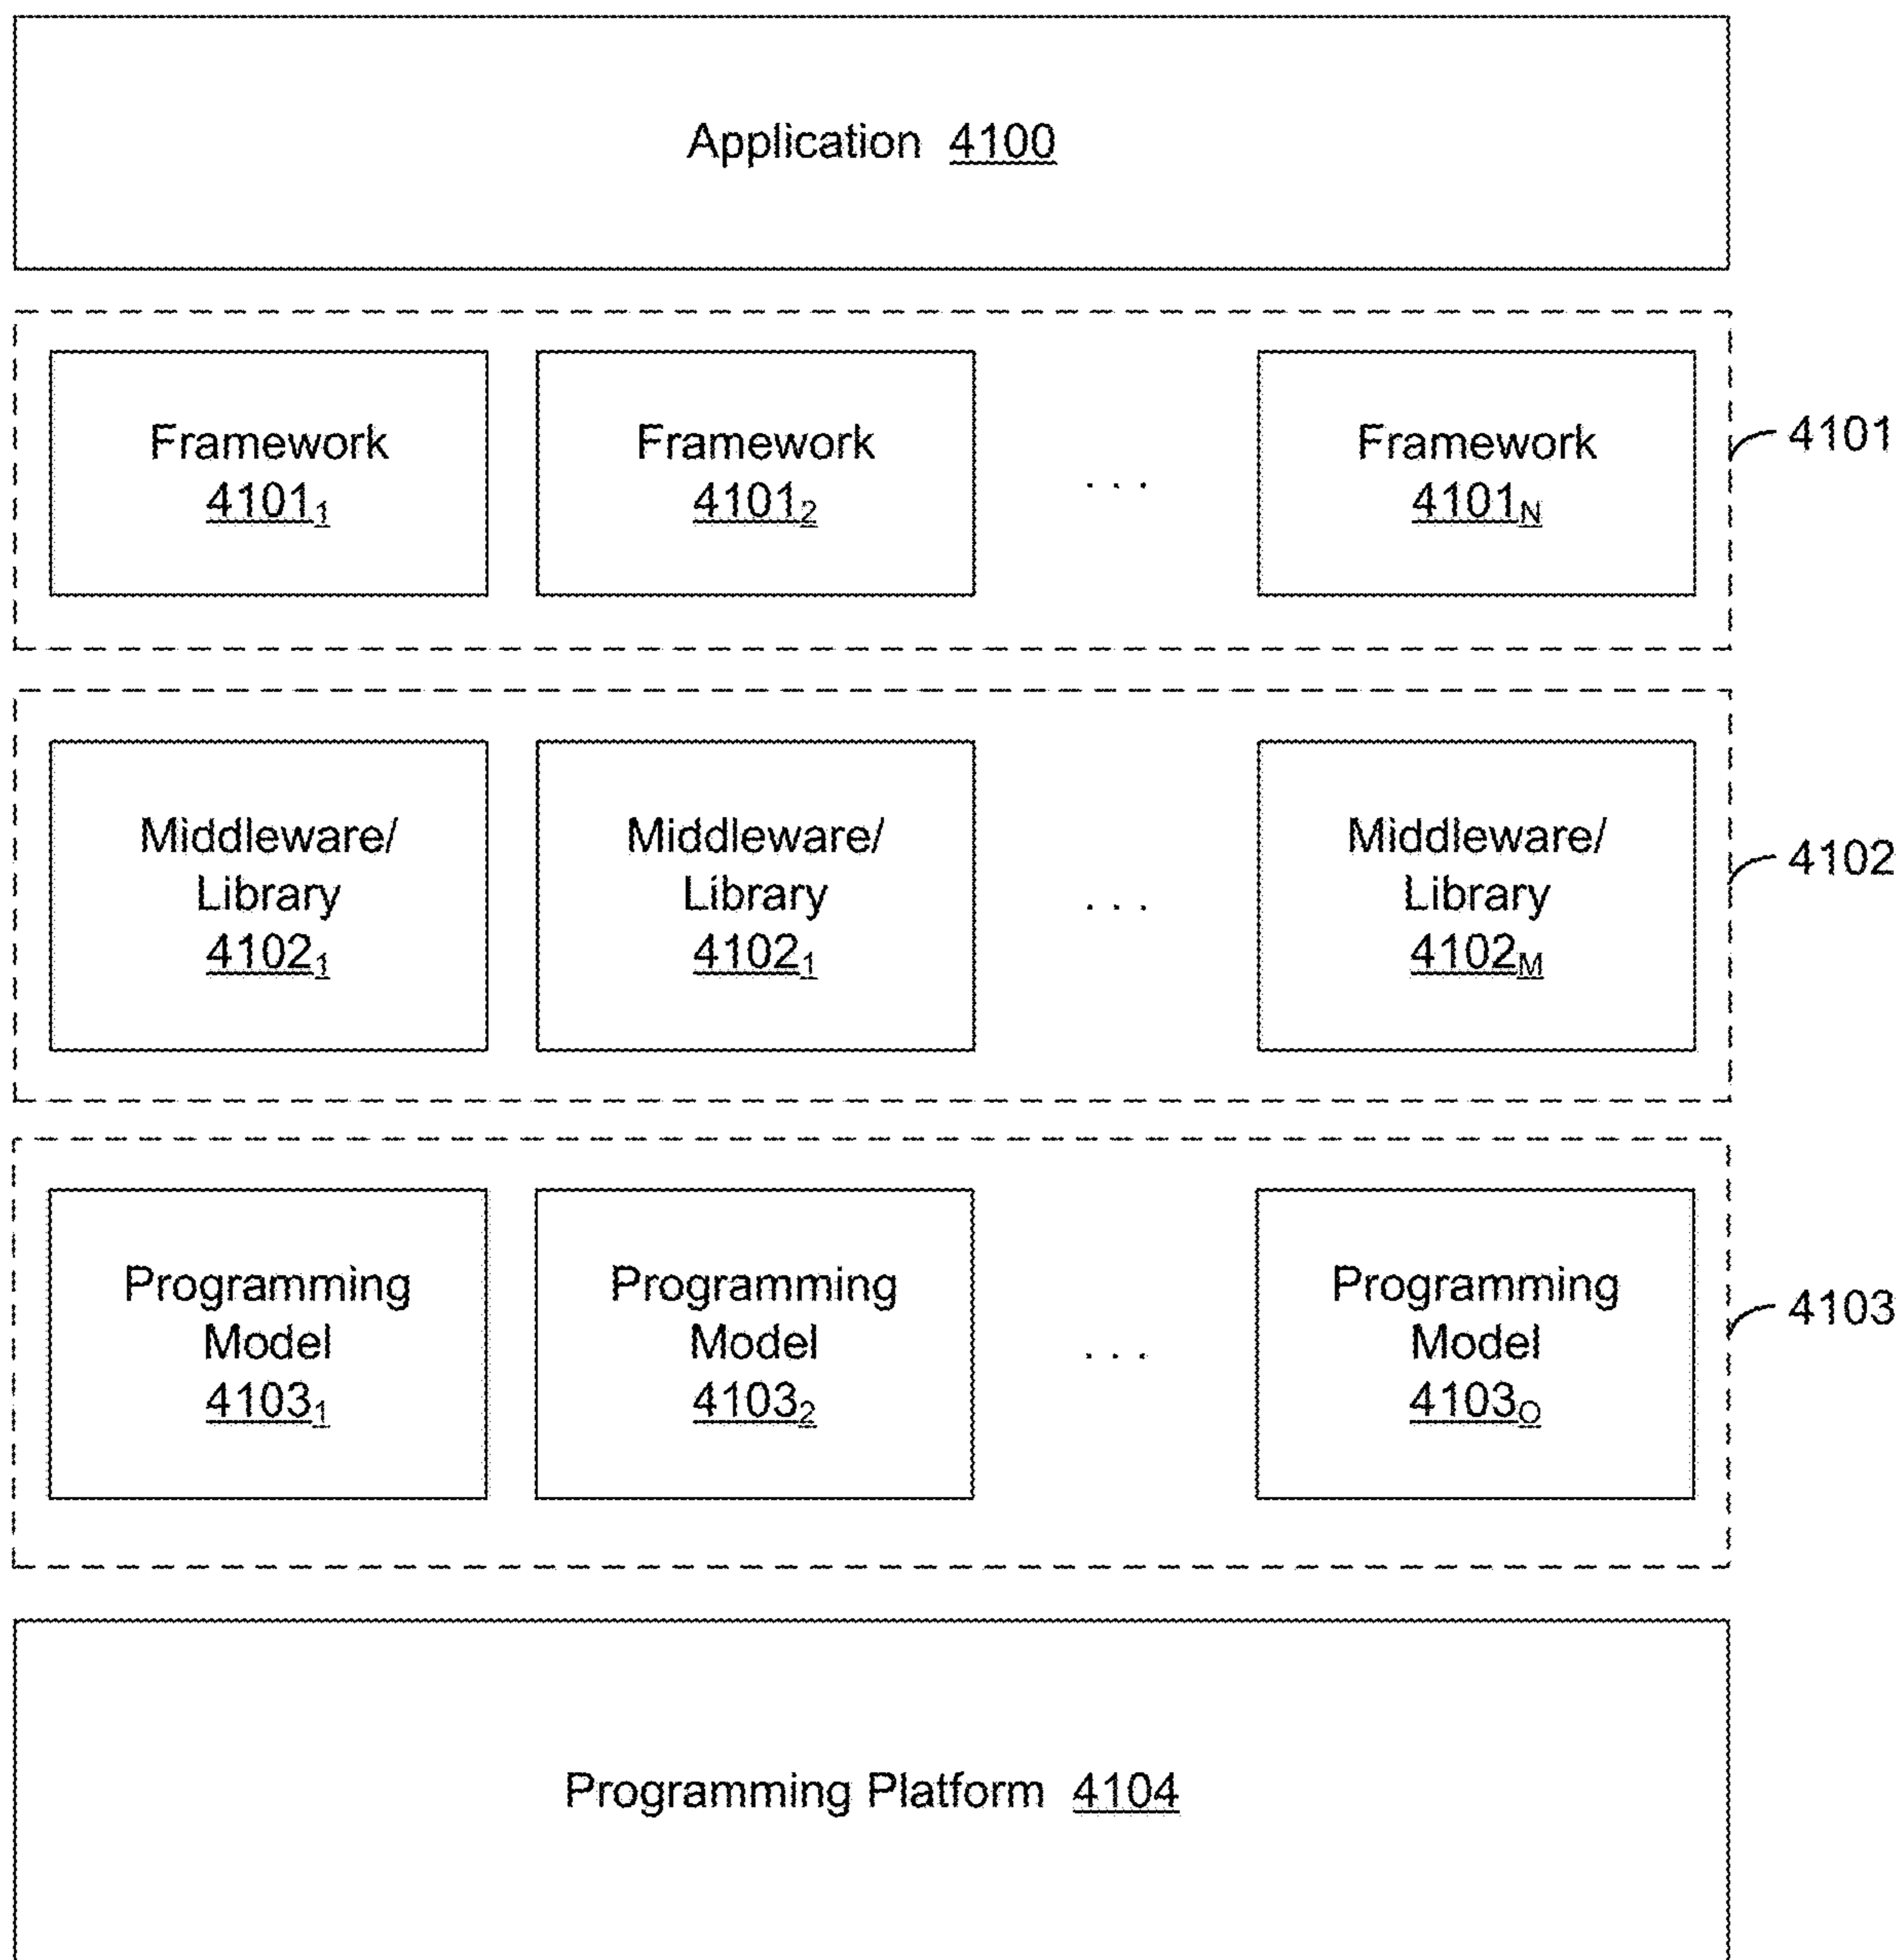 Application 4100
Framework Framework Framework
4101₁ 4101₂ . . . 4101N
4101
Middleware/ Middleware/ Middleware/
Library Library . . . Library
4102₁ 4102₁ 4102M
4102
Programming Programming Programming
Model Model . . . Model
4103₁ 4103₂ 4103O
4103
Programming Platform 4104